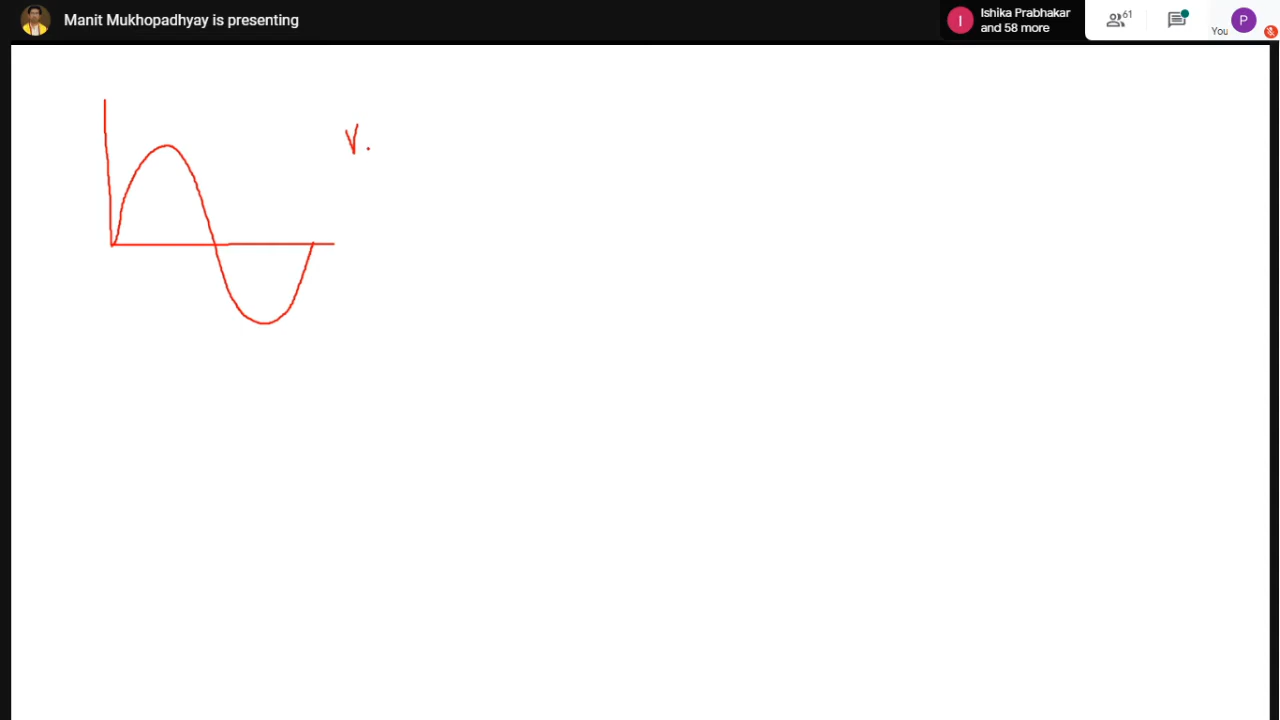 Manit Mukhopadhyay is presenting
Ishika Prabhakar
and 58 more
I
61
You
P
V.